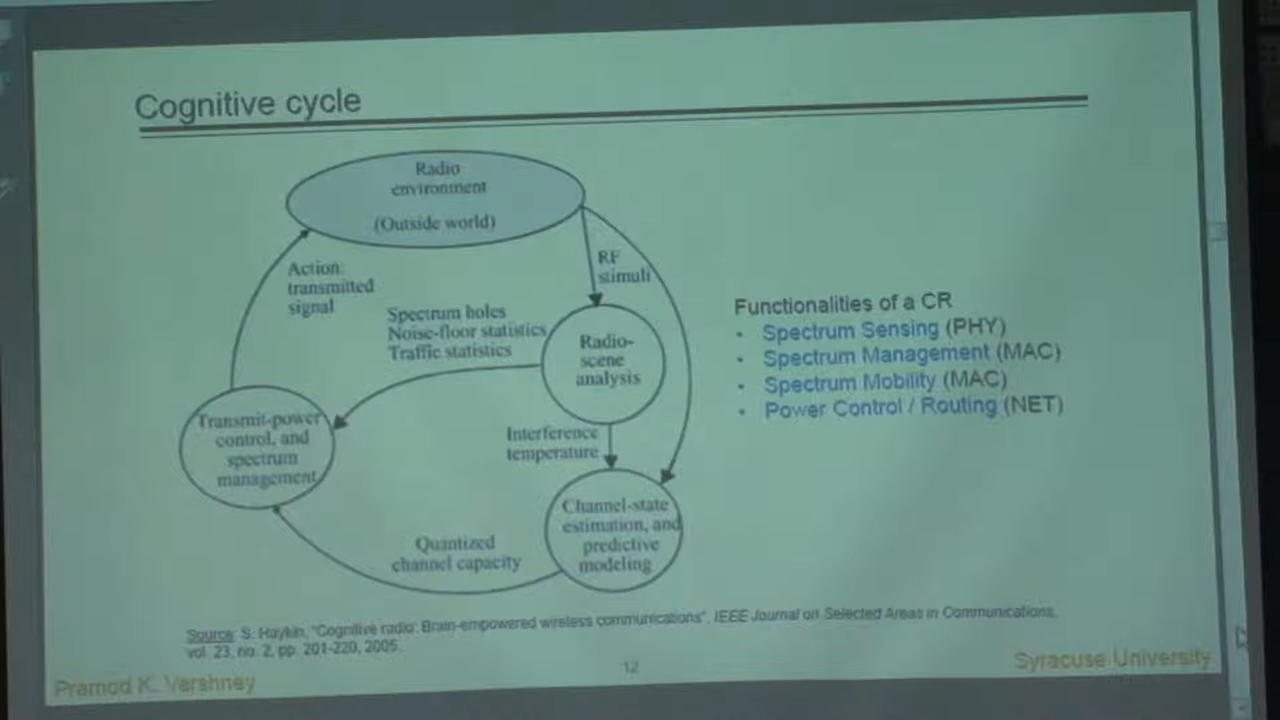 Cognitive cycle
Radio
environment
(Outside world)
Action:
transmitted
signal
RF
stimuli
Spectrum holes
Noise-floor statistics
Traffic statistics
Radio-
scene
analysis
Functionalities of a CR
• Spectrum Sensing (PHY)
• Spectrum Management (MAC)
• Spectrum Mobility (MAC)
• Power Control / Routing (NET)
Transmit-power
control, and
spectrum
management
Interference
temperature
Channel-state
estimation, and
predictive
modeling
Quantized
channel capacity
Source: S. Haykin, "Cognitive radio: Brain-empowered wireless communications", IEEE Journal on Selected Areas in Communications,
vol. 23, no. 2, pp. 201-220, 2005.
Pramod K. Varshney
12
Syracuse University